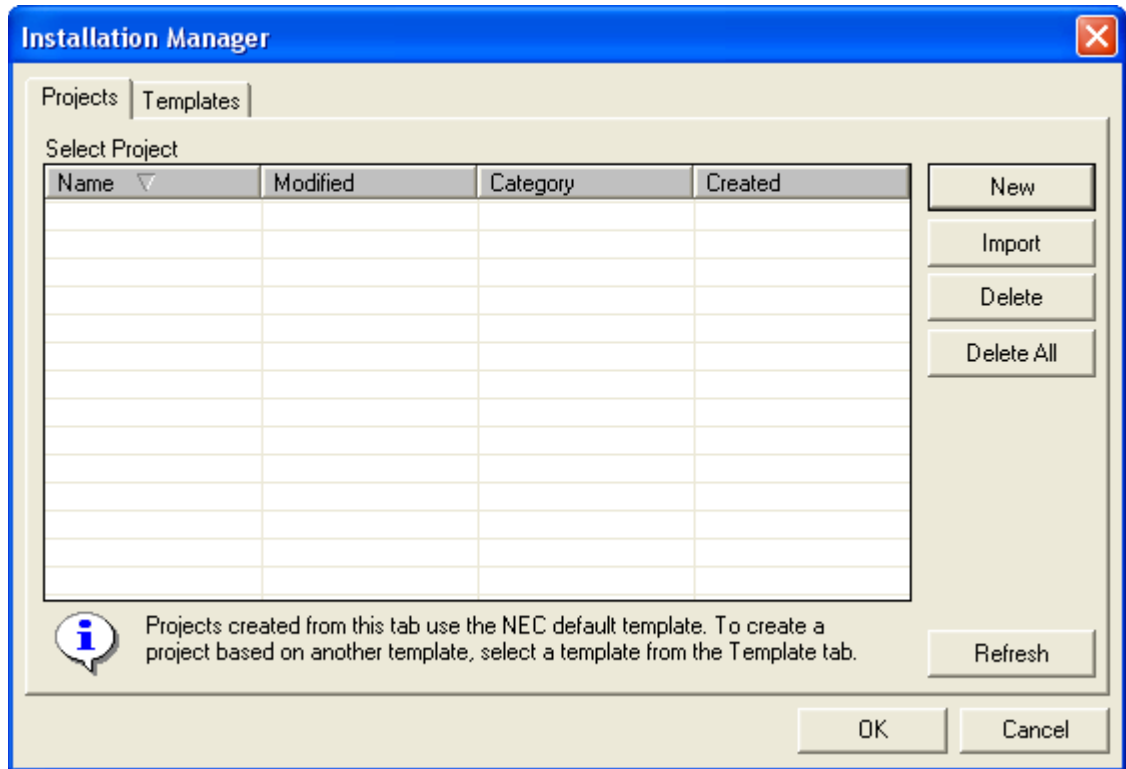 Installation Manager
Projects Templates
Select Project
Name Modified Category Created
New
Import
Delete
Delete All
Projects created from this tab use the NEC default template. To create a
project based on another template, select a template from the Template tab.
Refresh
OK Cancel